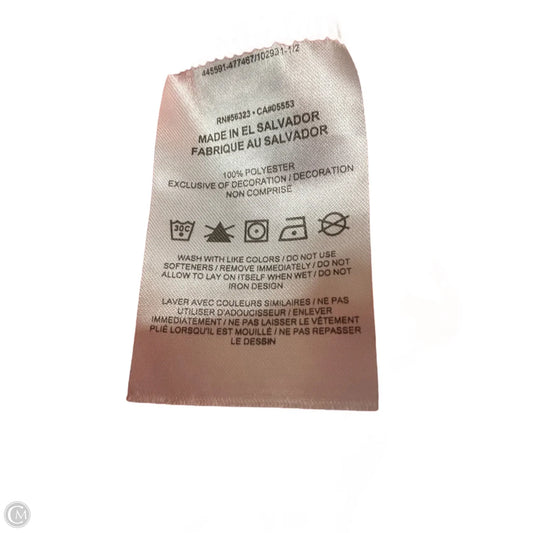 445591-477467/102931-1/2
RN#56323 • CA#05553
MADE IN EL SALVADOR
FABRIQUE AU SALVADOR
100% POLYESTER
EXCLUSIVE OF DECORATION / DECORATION
NON COMPRISE
30C
WASH WITH LIKE COLORS / DO NOT USE
SOFTENERS / REMOVE IMMEDIATELY / DO NOT
ALLOW TO LAY ON ITSELF WHEN WET / DO NOT
IRON DESIGN
LAVER AVEC COULEURS SIMILAIRES / NE PAS
UTILISER D'ADOUCISSEUR / ENLEVER
IMMEDIATEMENT / NE PAS LAISSER LE VÊTEMENT
PLIÉ LORSQU'IL EST MOUILLÉ / NE PAS REPASSER
LE DESSIN
CM